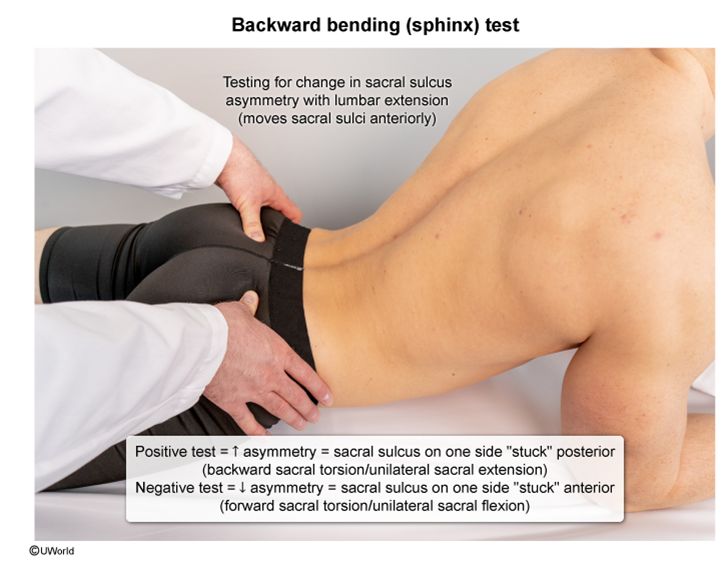 Backward bending (sphinx) test
Testing for change in sacral sulcus
asymmetry with lumbar extension
(moves sacral sulci anteriorly)
Positive test = ↑ asymmetry = sacral sulcus on one side "stuck" posterior
(backward sacral torsion/unilateral sacral extension)
Negative test = ↓ asymmetry = sacral sulcus on one side "stuck" anterior
(forward sacral torsion/unilateral sacral flexion)
©UWorld